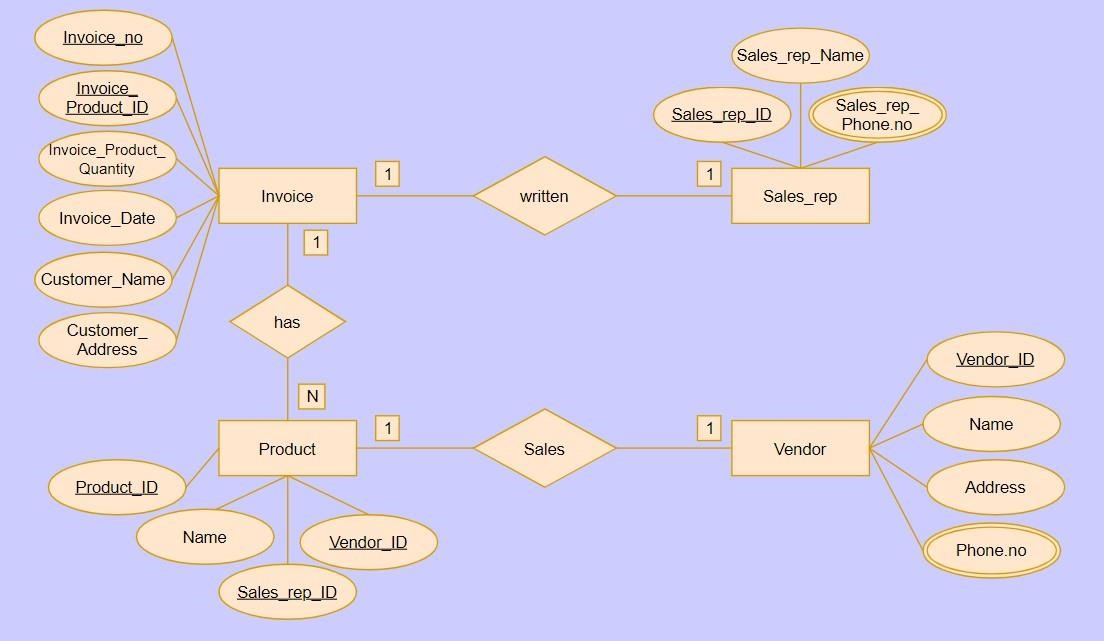 Invoice_no
Invoice_
Product_ID
Invoice_Product_
Quantity
Invoice_Date
Customer_Name
Customer_
Address
Invoice
1
written
1
Sales_rep_Name
Sales_rep_ID
Sales_rep_
Phone.no
Sales_rep
1
has
N
Product
1
Sales
1
Vendor
Vendor_ID
Name
Address
Phone.no
Product_ID
Name
Vendor_ID
Sales_rep_ID